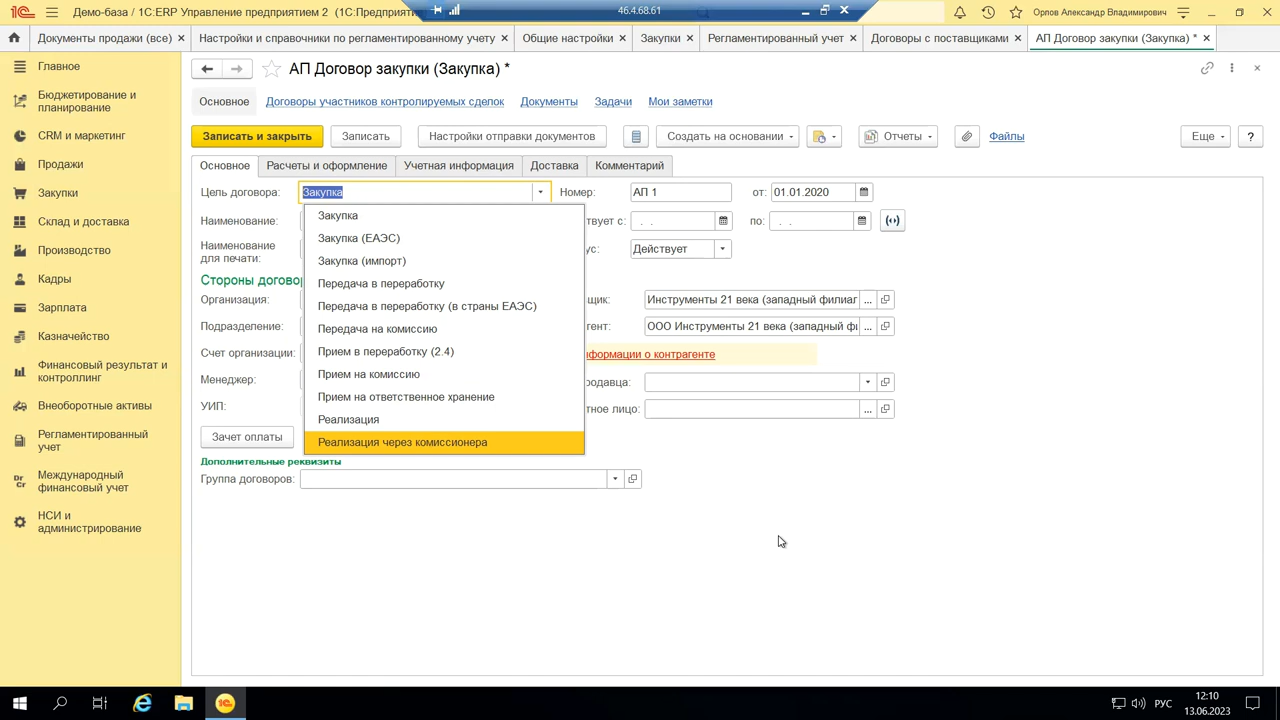 Демо-база / 1С:ERP Управление предприятием 2 (1С:Предприяти
46.4.68.61
Орлов Александр Владимирович
Документы продажи (все) ×
Настройки и справочники по регламентированному учету ×
Общие настройки ×
Закупки ×
Регламентированный учет ×
Договоры с поставщиками ×
АП Договор закупки (Закупка) * ×
Главное
Бюджетирование и
планирование
CRM и маркетинг
Продажи
Закупки
Склад и доставка
Производство
Кадры
Зарплата
Казначейство
Финансовый результат и
контроллинг
Внеоборотные активы
Регламентированный
учет
Международный
финансовый учет
НСИ и
администрирование
АП Договор закупки (Закупка) *
Основное Договоры участников контролируемых сделок Документы Задачи Мои заметки
Записать и закрыть Записать Настройки отправки документов Создать на основании Отчеты Файлы Еще ?
Основное Расчеты и оформление Учетная информация Доставка Комментарий
Цель договора: Закупка Номер: АП 1 от: 01.01.2020
Наименование: твует с: . . по: . .
Наименование
для печати: ус: Действует
Стороны договор
Организация: щик: Инструменты 21 века (западный филиал ...
Подразделение: гент: ООО Инструменты 21 века (западный фи ...
Счет организации: нформации о контрагенте
Менеджер: родавца:
УИП: тное лицо: ...
Закупка
Закупка (ЕАЭС)
Закупка (импорт)
Передача в переработку
Передача в переработку (в страны ЕАЭС)
Передача на комиссию
Прием в переработку (2.4)
Прием на комиссию
Прием на ответственное хранение
Реализация
Реализация через комиссионера
Зачет оплаты
Дополнительные реквизиты
Группа договоров:
РУС
12:10
13.06.2023